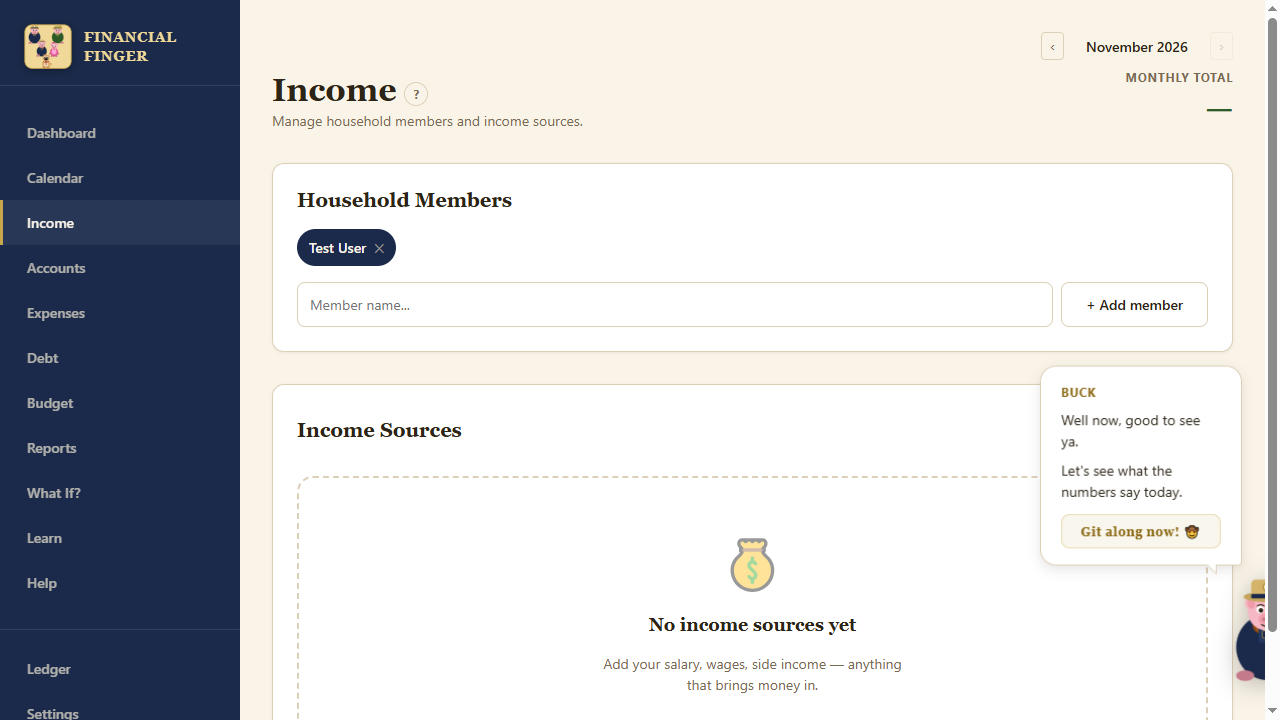 FINANCIAL
FINGER
Dashboard
Calendar
Income
Accounts
Expenses
Debt
Budget
Reports
What If?
Learn
Help
Ledger
Settings
‹
November 2026
›
MONTHLY TOTAL
—
Income ?
Manage household members and income sources.
Household Members
Test User ×
Member name...
+ Add member
Income Sources
No income sources yet
Add your salary, wages, side income — anything
that brings money in.
BUCK
Well now, good to see
ya.
Let's see what the
numbers say today.
Git along now! 🤠